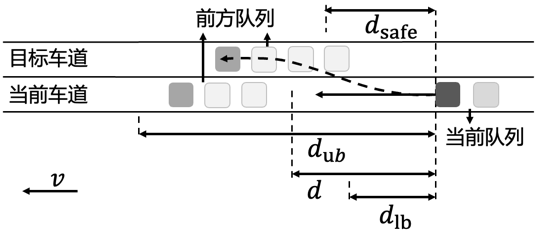 前方队列
d_safe
目标车道
当前车道
当前队列
d_ub
v
d
d_lb